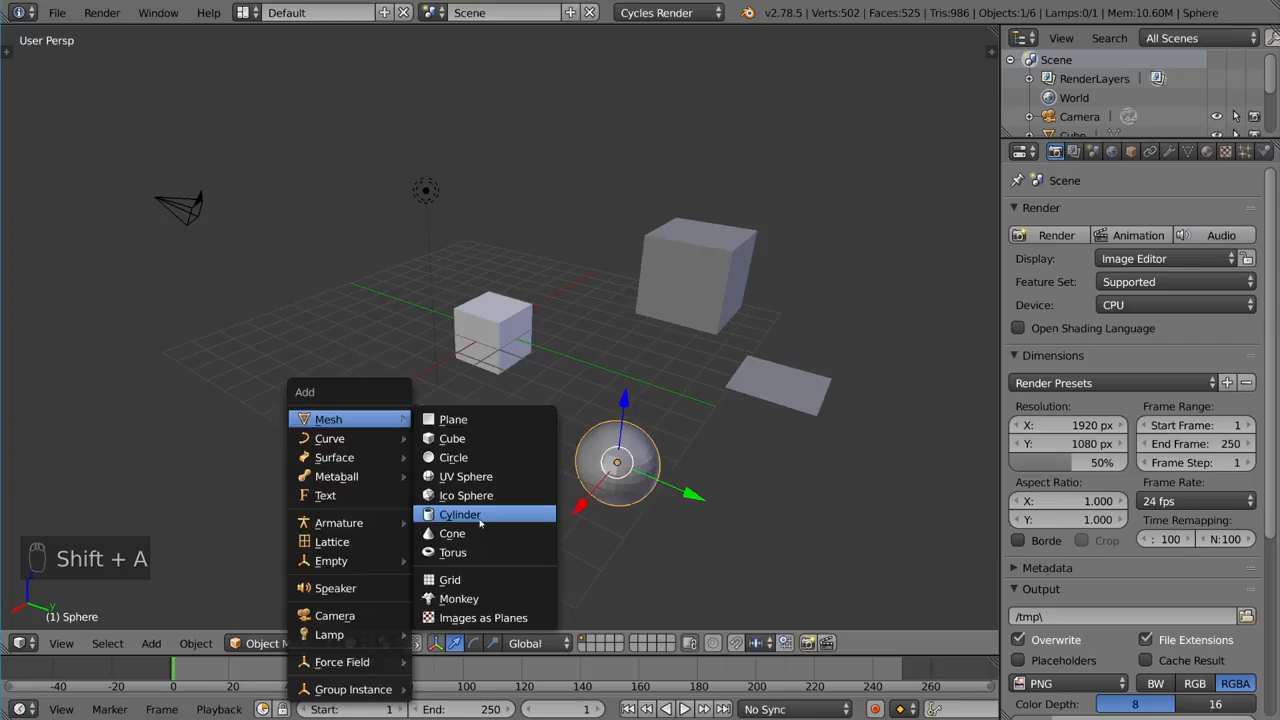 File Render Window Help Default Scene Cycles Render v2.78.5 | Verts:502 | Faces:525 | Tris:986 | Objects:1/6 | Lamps:0/1 | Mem:10.60M | Sphere
User Persp
View Search All Scenes
Scene
RenderLayers
World
Camera
Cube
Scene
Render
Render Animation Audio
Display: Image Editor
Feature Set: Supported
Device: CPU
Open Shading Language
Dimensions
Render Presets
Resolution: Frame Range:
X: 1920 px Start Frame: 1
Y: 1080 px End Frame: 250
50% Frame Step: 1
Aspect Ratio: Frame Rate:
X: 1.000 24 fps
Y: 1.000 Time Remapping:
Borde Crop : 100 N:100
Metadata
Output
/tmp\
Overwrite File Extensions
Placeholders Cache Result
PNG BW RGB RGBA
Color Depth: 8 16
Add
Mesh
Curve
Surface
Metaball
Text
Armature
Lattice
Empty
Speaker
Camera
Lamp
Force Field
Group Instance
Plane
Cube
Circle
UV Sphere
Ico Sphere
Cylinder
Cone
Torus
Grid
Monkey
Images as Planes
Shift + A
z
(1) Sphere
View Select Add Object Object M Global
-40 -20 0 20 100 120 140 160 180 200 220 240 260
View Marker Frame Playback Start: 1 End: 250 1 No Sync